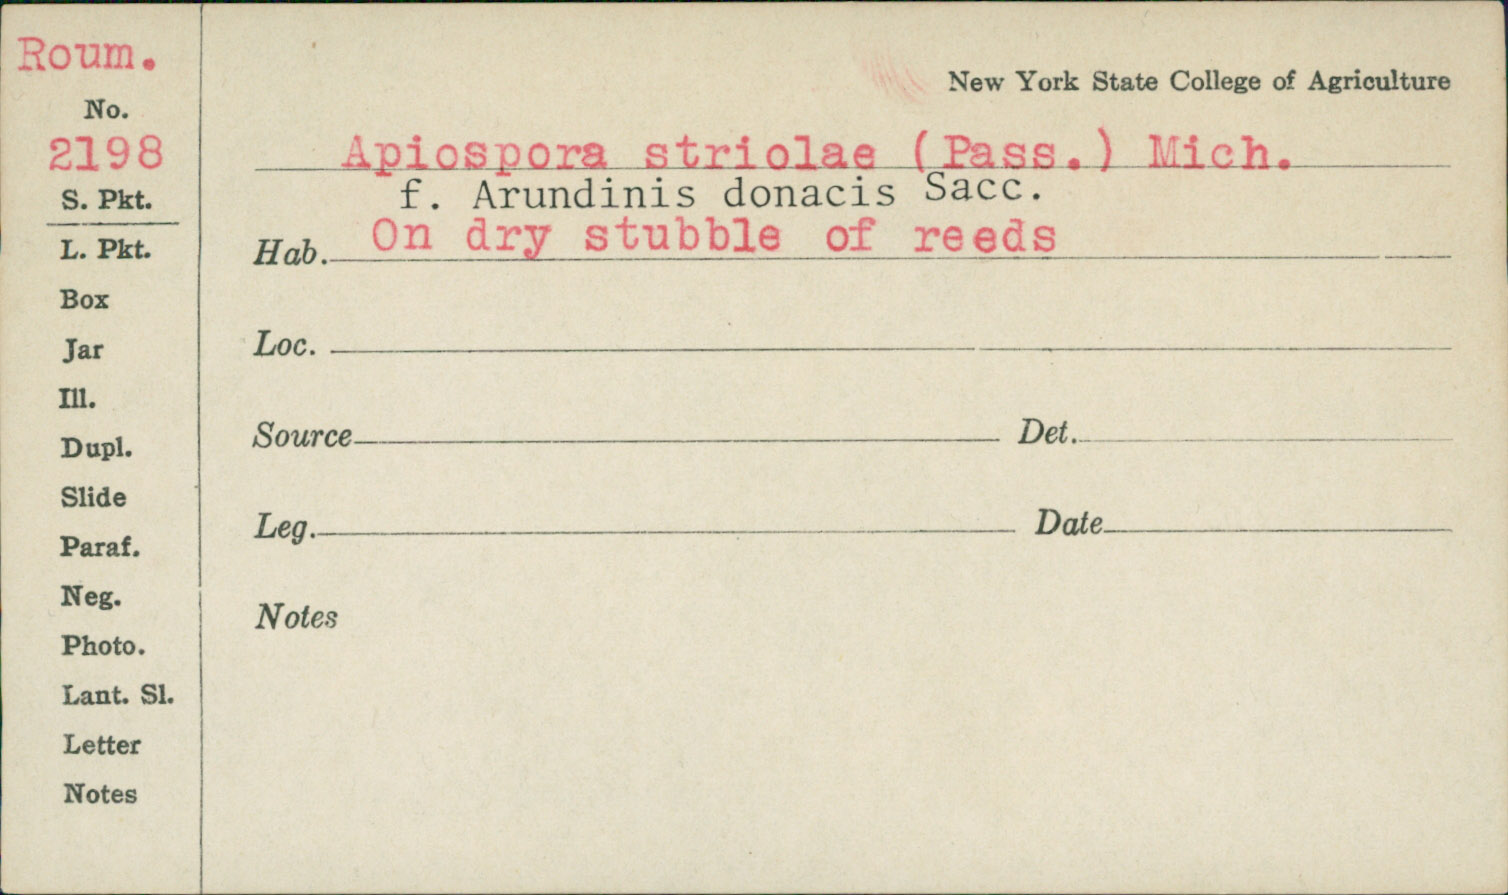 Roum.
No.
2198
S. Pkt.
L. Pkt.
Box
Jar
Ill.
Dupl.
Slide
Paraf.
Neg.
Photo.
Lant. Sl.
Letter
Notes
New York State College of Agriculture
Apiospora striolae (Pass.) Mich.
f. Arundinis donacis Sacc.
Hab. On dry stubble of reeds
Loc.
Source Det.
Leg. Date
Notes